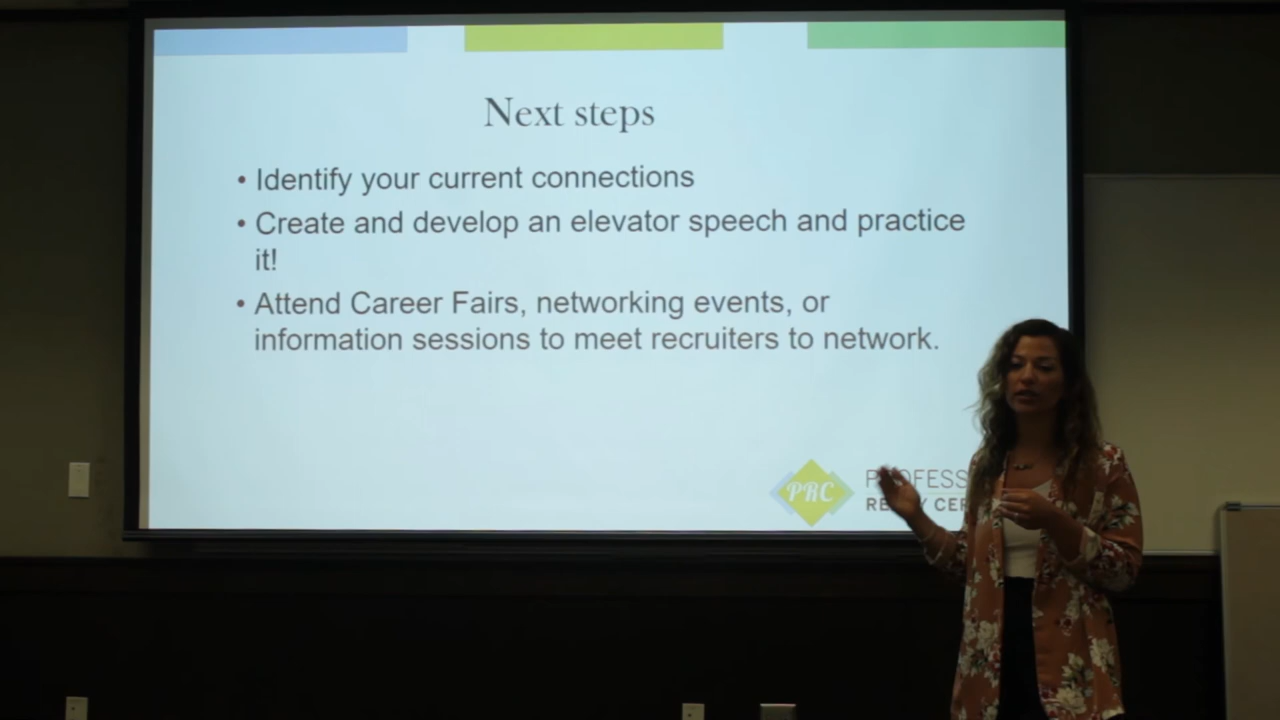 Next steps
• Identify your current connections
• Create and develop an elevator speech and practice
it!
• Attend Career Fairs, networking events, or
information sessions to meet recruiters to network.
PRC